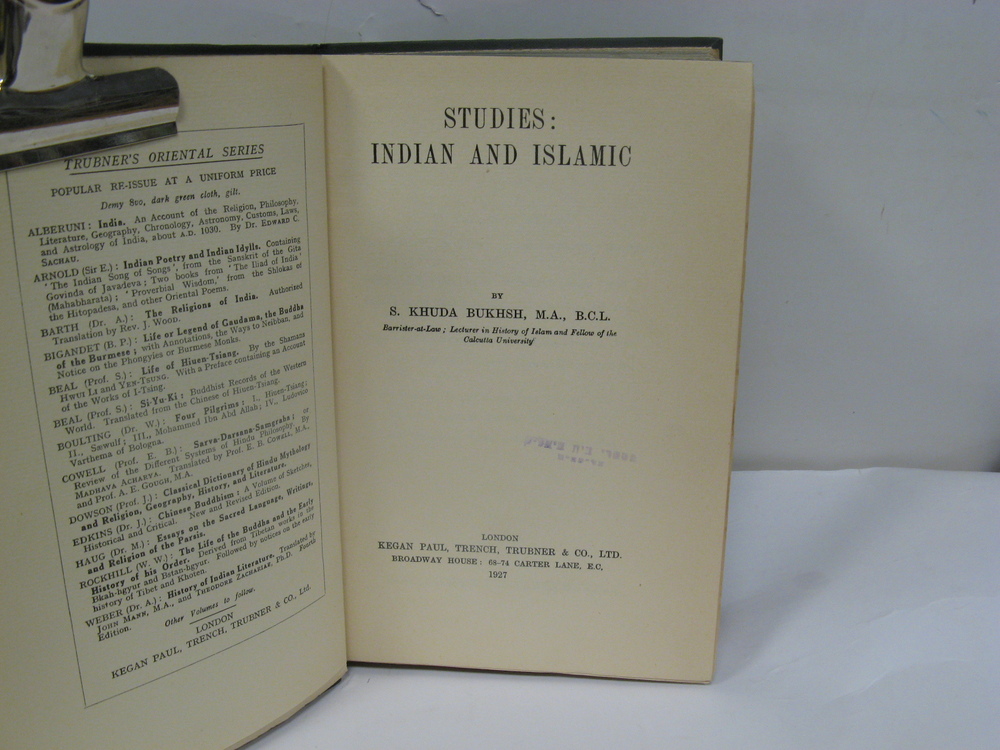 TRUBNER'S ORIENTAL SERIES
POPULAR RE-ISSUE AT A UNIFORM PRICE
Demy 8vo, dark green cloth, gilt.
ALBERUNI: India. An Account of the Religion, Philosophy,
Literature, Geography, Chronology, Astronomy, Customs, Laws,
and Astrology of India, about A.D. 1030. By Dr. EDWARD C.
SACHAU.
ARNOLD (Sir E.): Indian Poetry and Indian Idylls. Containing
'The Indian Song of Songs', from the Sanskrit of the Gita
Govinda of Javadeva; Two books from 'The Iliad of India'
(Mahabharata); 'Proverbial Wisdom,' from the Shlokas of
the Hitopadesa, and other Oriental Poems.
BARTH (Dr. A.): The Religions of India. Authorised
Translation by Rev. J. WOOD.
BIGANDET (B. P.): Life or Legend of Gaudama, the Buddha
of the Burmese; with Annotations, the Ways to Neibban, and
Notice on the Phongyies or Burmese Monks.
BEAL (Prof. S.): Life of Hiuen-Tsiang. By the Shamans
HWUI LI and YEN-TSUNG. With a Preface containing an Account
of the Works of I-Tsing.
BEAL (Prof. S.): Si-Yu-Ki: Buddhist Records of the Western
World. Translated from the Chinese of Hiuen-Tsiang.
BOULTING (Dr. W.): Four Pilgrims: I., Hiuen-Tsiang;
II., Sæwulf; III., Mohammed Ibn Abd Allah; IV., Ludovico
Varthema of Bologna.
COWELL (Prof. E. B.): Sarva-Darsana-Samgraha; or
Review of the Different Systems of Hindu Philosophy. By
MADHAVA ACHARYA. Translated by Prof. E. B. COWELL, M.A.,
and Prof. A. E. GOUGH, M.A.
DOWSON (Prof. J.): Classical Dictionary of Hindu Mythology
and Religion, Geography, History, and Literature.
EDKINS (Dr. J.): Chinese Buddhism: A Volume of Sketches,
Historical and Critical. New and Revised Edition.
HAUG (Dr. M.): Essays on the Sacred Language, Writings,
and Religion of the Parsis.
ROCKHILL (W. W.): The Life of the Buddha and the Early
History of his Order. Derived from Tibetan works in the
Bkah-hgyur and Bstan-hgyur. Followed by notices on the early
history of Tibet and Khoten.
WEBER (Dr. A.): History of Indian Literature. Translated by
JOHN MANN, M.A., and THEODORE ZACHARIAE, Ph.D. Fourth
Edition.
Other Volumes to follow.
LONDON
KEGAN PAUL, TRENCH, TRUBNER & CO., Ltd.
STUDIES:
INDIAN AND ISLAMIC
BY
S. KHUDA BUKHSH, M.A., B.C.L.
Barrister-at-Law; Lecturer in History of Islam and Fellow of the
Calcutta University
LONDON
KEGAN PAUL, TRENCH, TRUBNER & CO., LTD.
BROADWAY HOUSE: 68-74 CARTER LANE, E.C.
1927